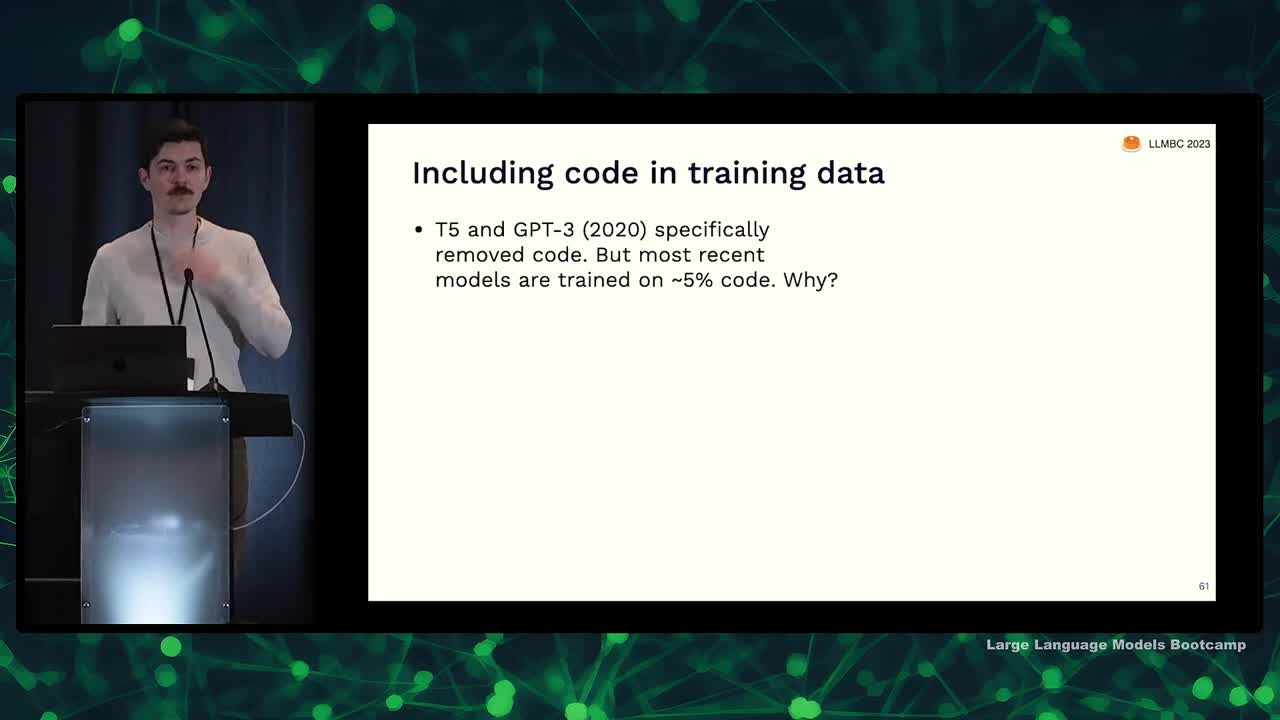 LLMBC 2023
Including code in training data
• T5 and GPT-3 (2020) specifically
removed code. But most recent
models are trained on ~5% code. Why?
61
Large Language Models Bootcamp